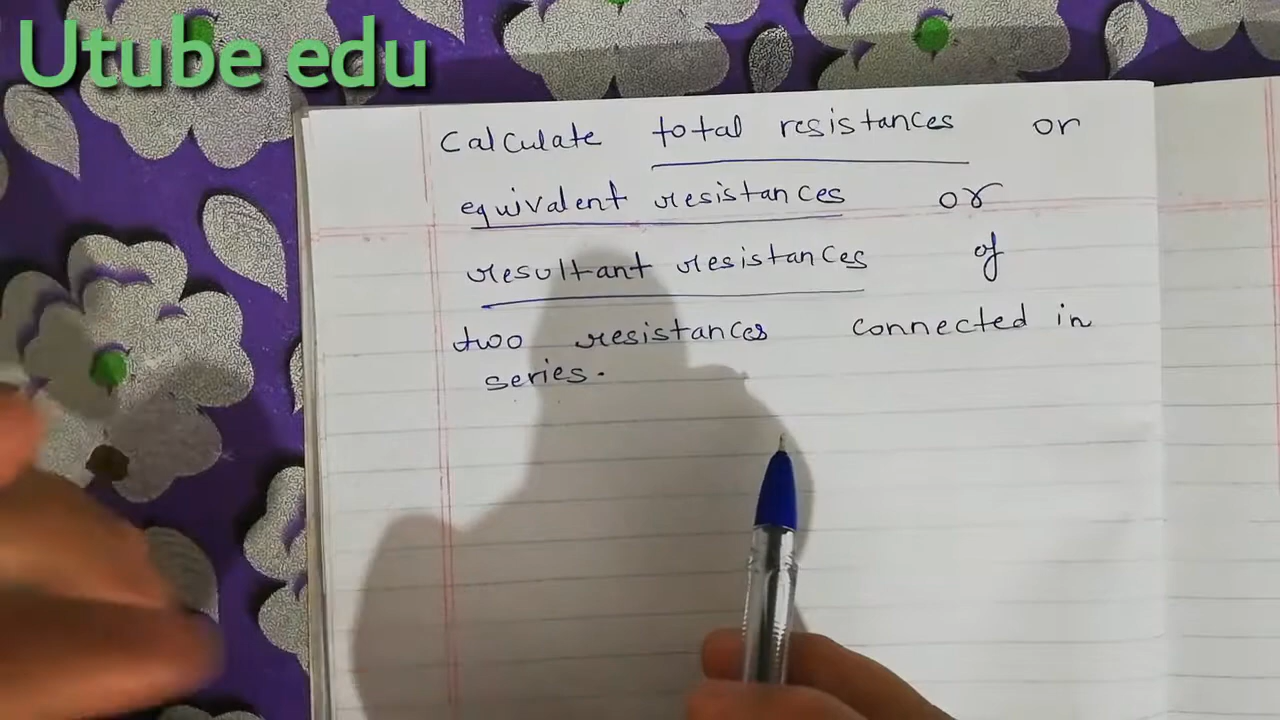 Utube edu
Calculate total resistances or
equivalent resistances or
resultant resistances of
two resistances connected in
series.